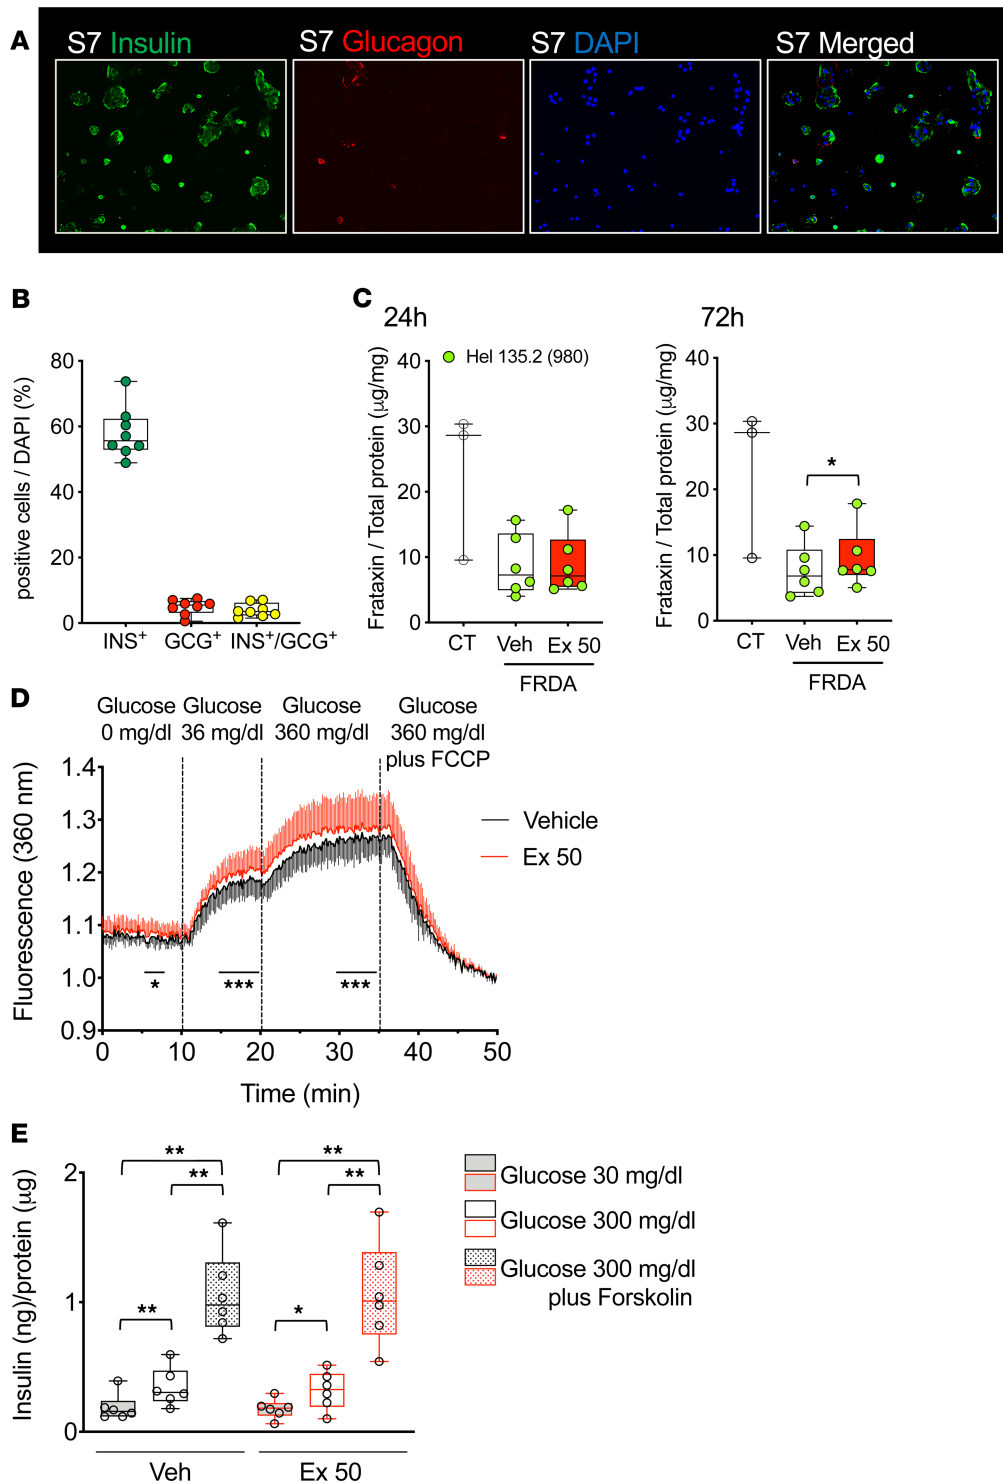 A
S7 Insulin
S7 Glucagon
S7 DAPI
S7 Merged
B
positive cells / DAPI (%)
80
60
40
20
0
INS+
GCG+
INS+/GCG+
C
24h
Hel 135.2 (980)
Frataxin / Total protein (µg/mg)
40
30
20
10
0
CT
Veh
Ex 50
FRDA
72h
Frataxin / Total protein (µg/mg)
40
30
20
10
0
*
CT
Veh
Ex 50
FRDA
D
Glucose
0 mg/dl
Glucose
36 mg/dl
Glucose
360 mg/dl
Glucose
360 mg/dl
plus FCCP
Fluorescence (360 nm)
1.4
1.3
1.2
1.1
1.0
0.9
* *** ***
Vehicle
Ex 50
0 10 20 30 40 50
Time (min)
E
Insulin (ng)/protein (µg)
2
1
0
** **
** **
** *
Veh
Ex 50
Glucose 30 mg/dl
Glucose 300 mg/dl
Glucose 300 mg/dl
plus Forskolin